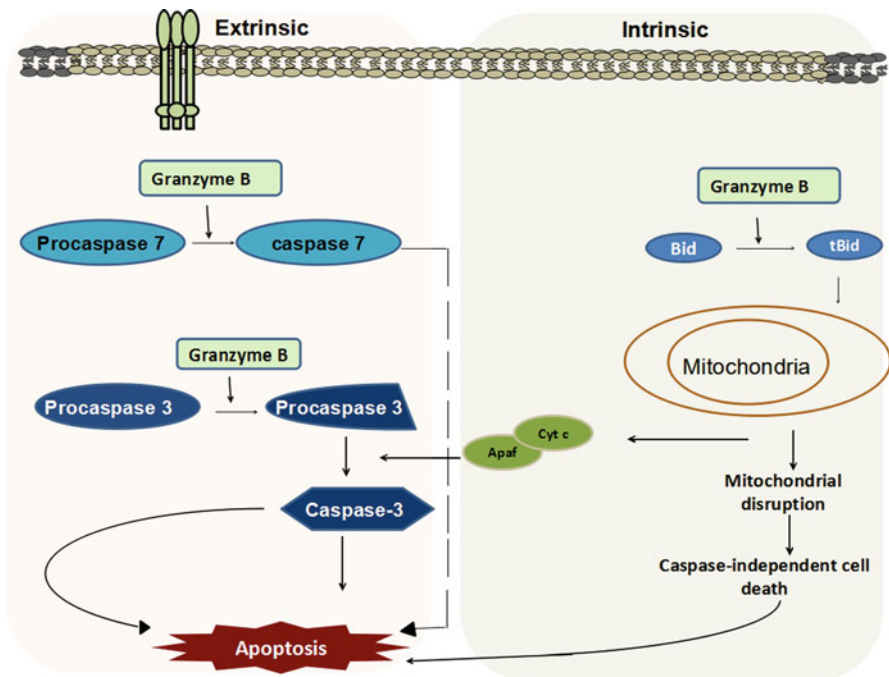 Extrinsic
Intrinsic
Granzyme B
Procaspase 7
caspase 7
Granzyme B
Procaspase 3
Procaspase 3
Caspase-3
Apoptosis
Granzyme B
Bid
tBid
Mitochondria
Cyt c
Apaf
Mitochondrial
disruption
Caspase-independent cell
death